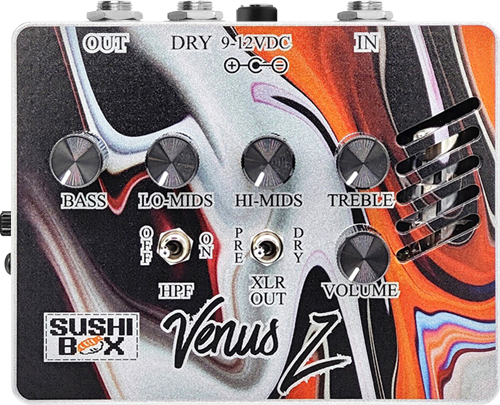 OUT DRY 9-12VDC IN
BASS LO-MIDS HI-MIDS TREBLE
OFF ON PRE DRY
HPF XLR OUT VOLUME
SUSHI BOX
Venus Z